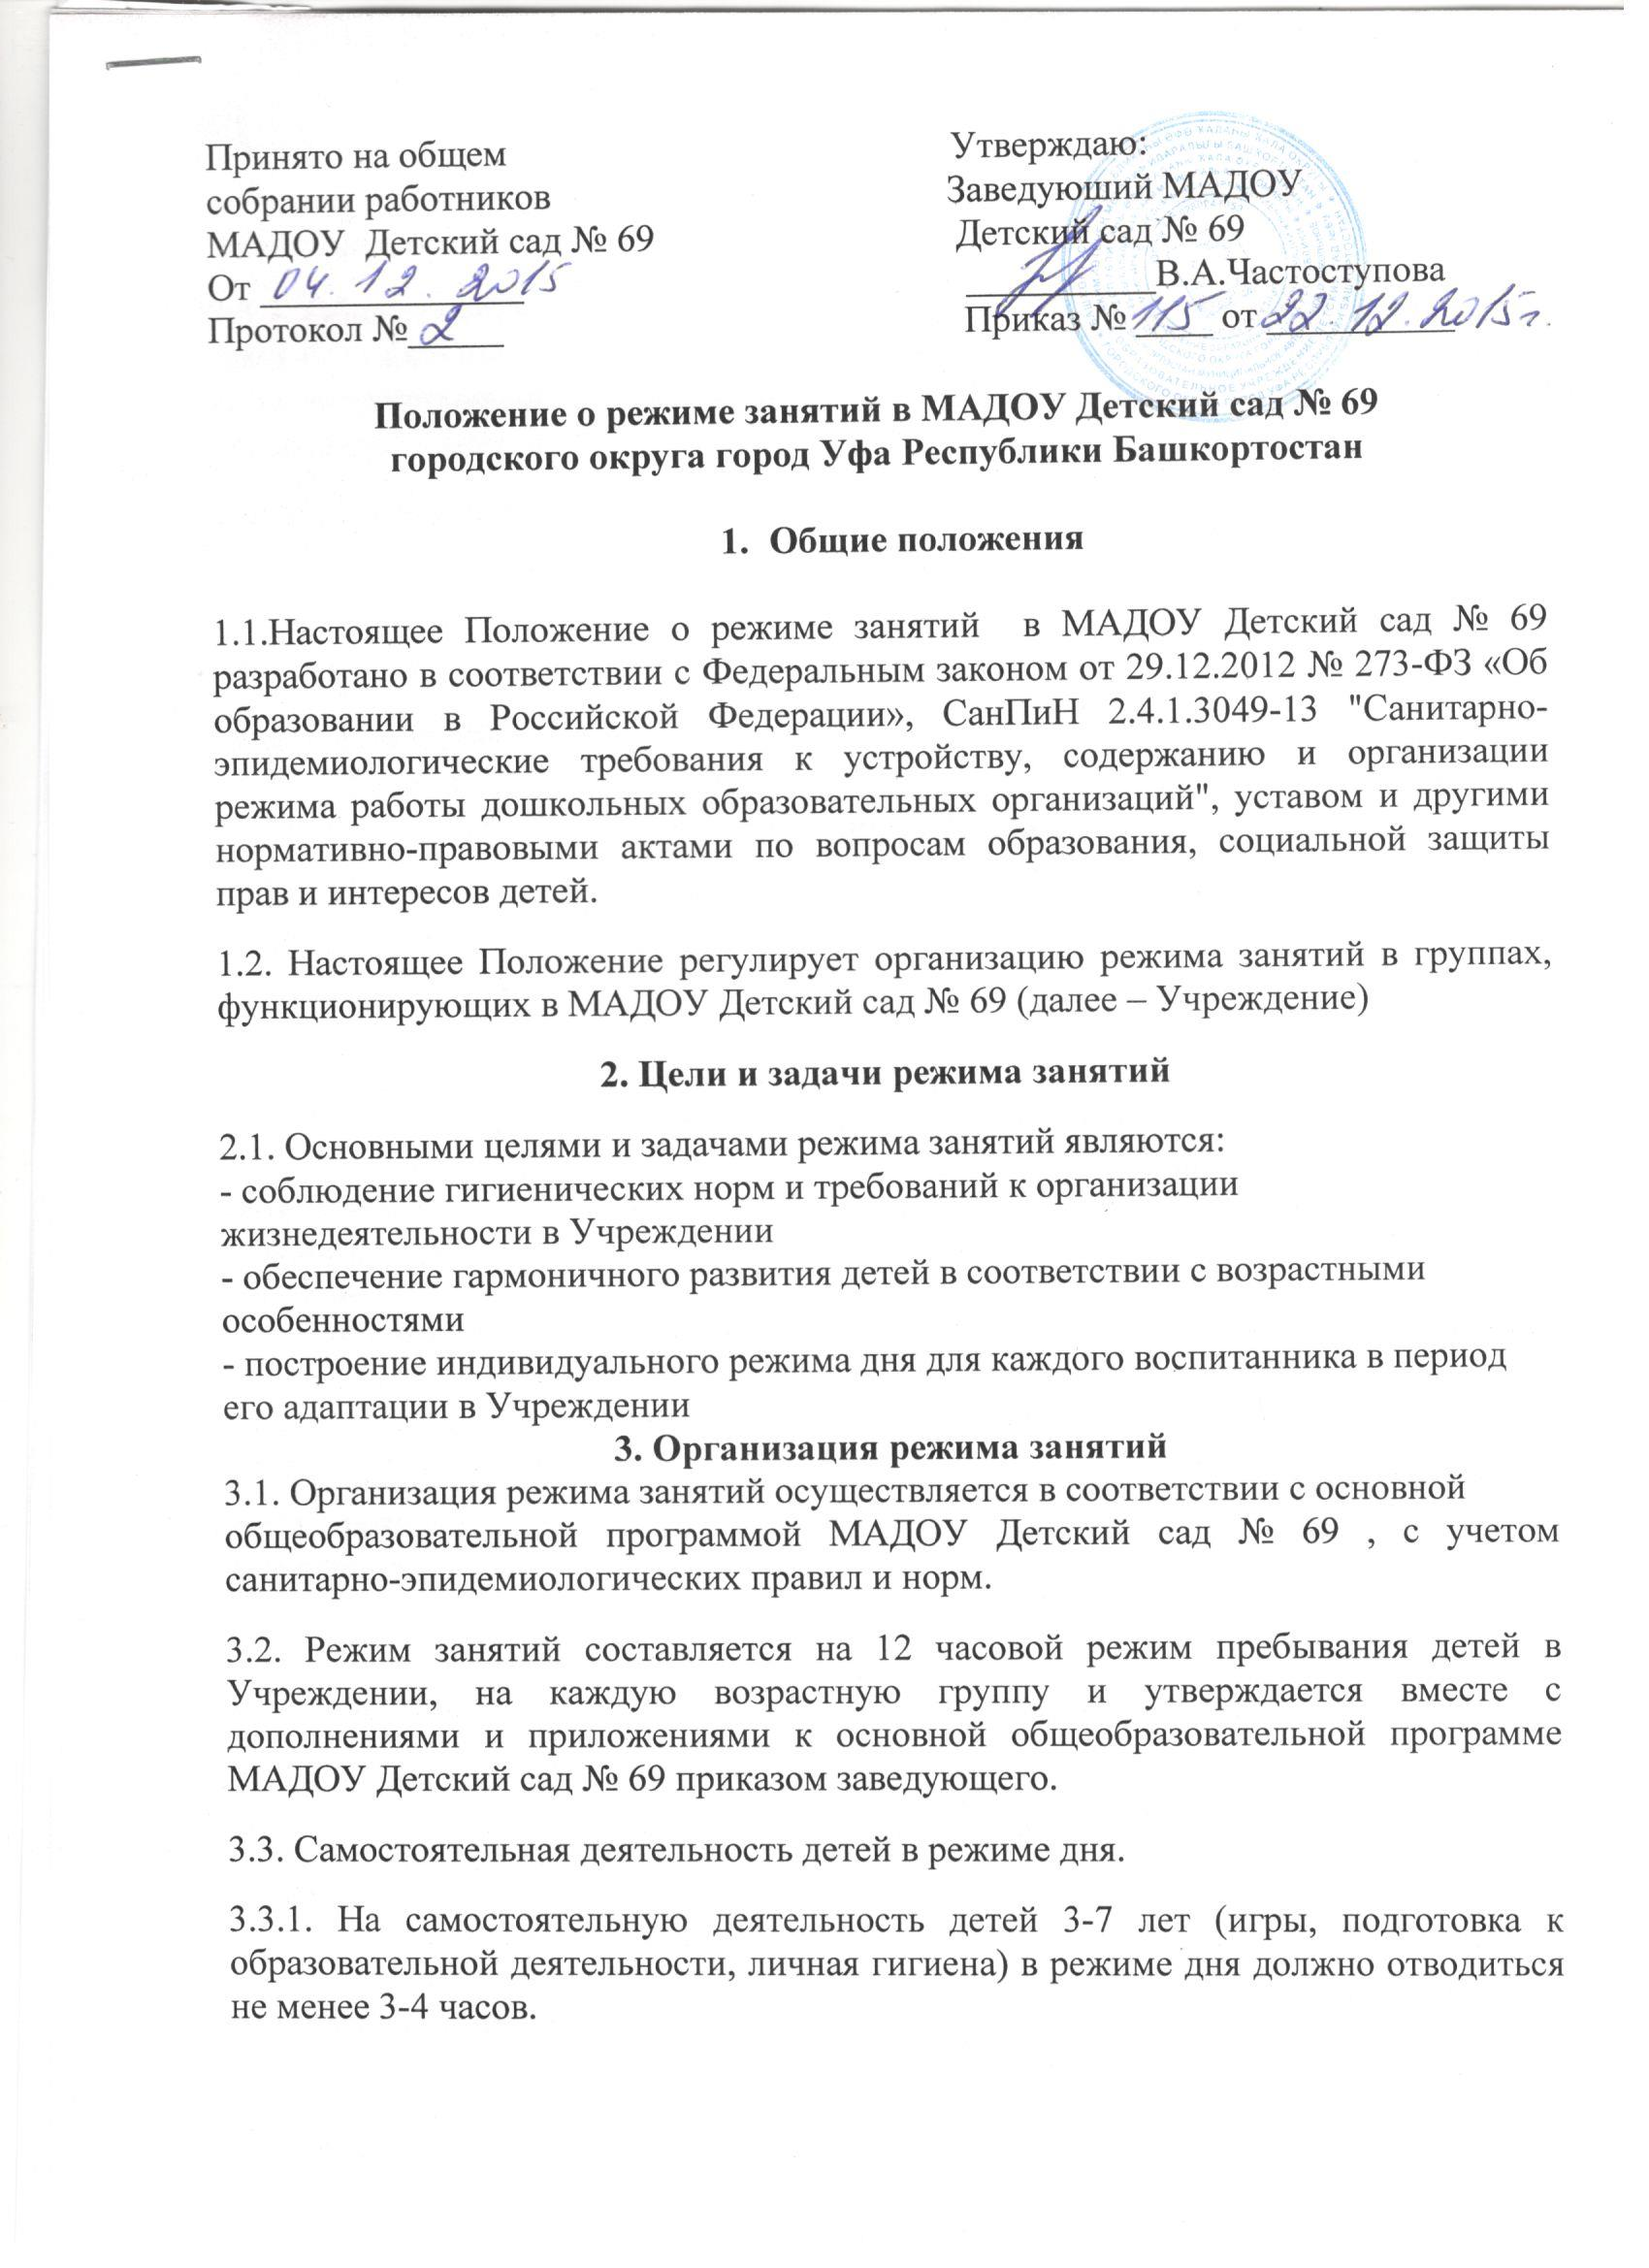 Принято на общем
собрании работников
МАДОУ Детский сад № 69
От 04.12.2015
Протокол № 2
Утверждаю:
Заведуюший МАДОУ
Детский сад № 69
В.А.Частоступова
Приказ № 115 от 22.12.2015г.
Положение о режиме занятий в МАДОУ Детский сад № 69
городского округа город Уфа Республики Башкортостан
1. Общие положения
1.1.Настоящее Положение о режиме занятий в МАДОУ Детский сад № 69
разработано в соответствии с Федеральным законом от 29.12.2012 № 273-ФЗ «Об
образовании в Российской Федерации», СанПиН 2.4.1.3049-13 "Санитарно-
эпидемиологические требования к устройству, содержанию и организации
режима работы дошкольных образовательных организаций", уставом и другими
нормативно-правовыми актами по вопросам образования, социальной защиты
прав и интересов детей.
1.2. Настоящее Положение регулирует организацию режима занятий в группах,
функционирующих в МАДОУ Детский сад № 69 (далее – Учреждение)
2. Цели и задачи режима занятий
2.1. Основными целями и задачами режима занятий являются:
- соблюдение гигиенических норм и требований к организации
жизнедеятельности в Учреждении
- обеспечение гармоничного развития детей в соответствии с возрастными
особенностями
- построение индивидуального режима дня для каждого воспитанника в период
его адаптации в Учреждении
3. Организация режима занятий
3.1. Организация режима занятий осуществляется в соответствии с основной
общеобразовательной программой МАДОУ Детский сад № 69 , с учетом
санитарно-эпидемиологических правил и норм.
3.2. Режим занятий составляется на 12 часовой режим пребывания детей в
Учреждении, на каждую возрастную группу и утверждается вместе с
дополнениями и приложениями к основной общеобразовательной программе
МАДОУ Детский сад № 69 приказом заведующего.
3.3. Самостоятельная деятельность детей в режиме дня.
3.3.1. На самостоятельную деятельность детей 3-7 лет (игры, подготовка к
образовательной деятельности, личная гигиена) в режиме дня должно отводиться
не менее 3-4 часов.